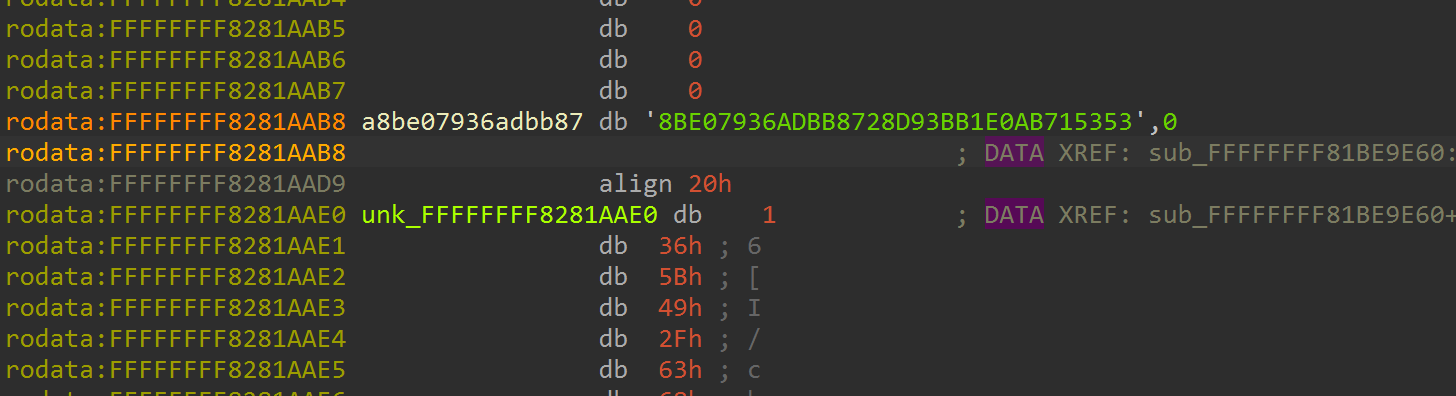 rodata:FFFFFFFF8281AAB4 db 0
rodata:FFFFFFFF8281AAB5 db 0
rodata:FFFFFFFF8281AAB6 db 0
rodata:FFFFFFFF8281AAB7 db 0
rodata:FFFFFFFF8281AAB8 a8be07936adbb87 db '8BE07936ADBB8728D93BB1E0AB715353',0
rodata:FFFFFFFF8281AAB8 ; DATA XREF: sub_FFFFFFFF81BE9E60:
rodata:FFFFFFFF8281AAD9 align 20h
rodata:FFFFFFFF8281AAE0 unk_FFFFFFFF8281AAE0 db 1 ; DATA XREF: sub_FFFFFFFF81BE9E60+
rodata:FFFFFFFF8281AAE1 db 36h ; 6
rodata:FFFFFFFF8281AAE2 db 5Bh ; [
rodata:FFFFFFFF8281AAE3 db 49h ; I
rodata:FFFFFFFF8281AAE4 db 2Fh ; /
rodata:FFFFFFFF8281AAE5 db 63h ; c